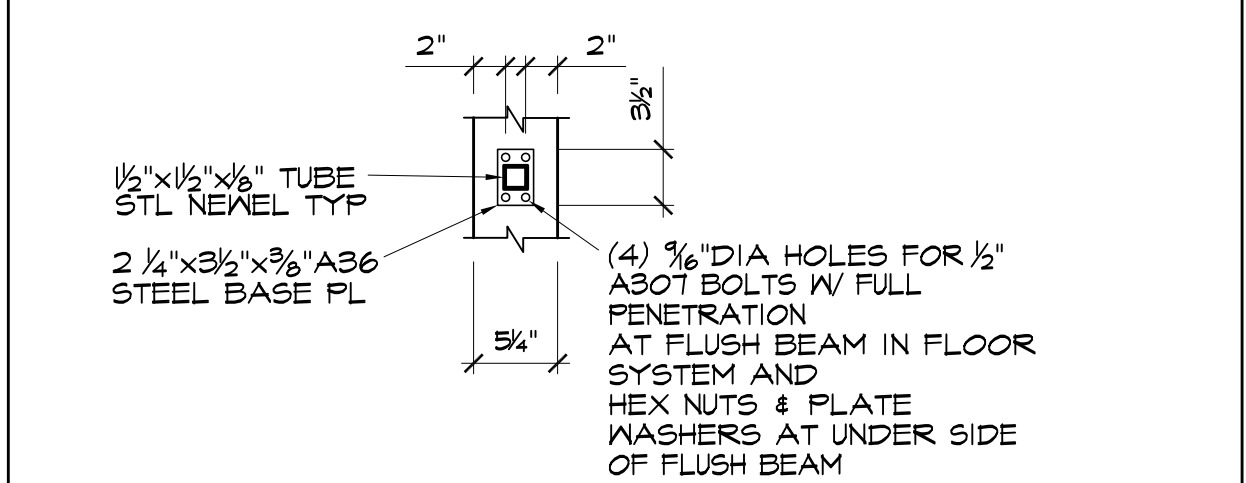 2"
2"
3½"
1½"x1½"x⅛" TUBE
STL NEWEL TYP
2 ¼"x3½"x⅜"A36
STEEL BASE PL
5¼"
(4) 9/16"DIA HOLES FOR ½"
A307 BOLTS W/ FULL
PENETRATION
AT FLUSH BEAM IN FLOOR
SYSTEM AND
HEX NUTS & PLATE
WASHERS AT UNDER SIDE
OF FLUSH BEAM